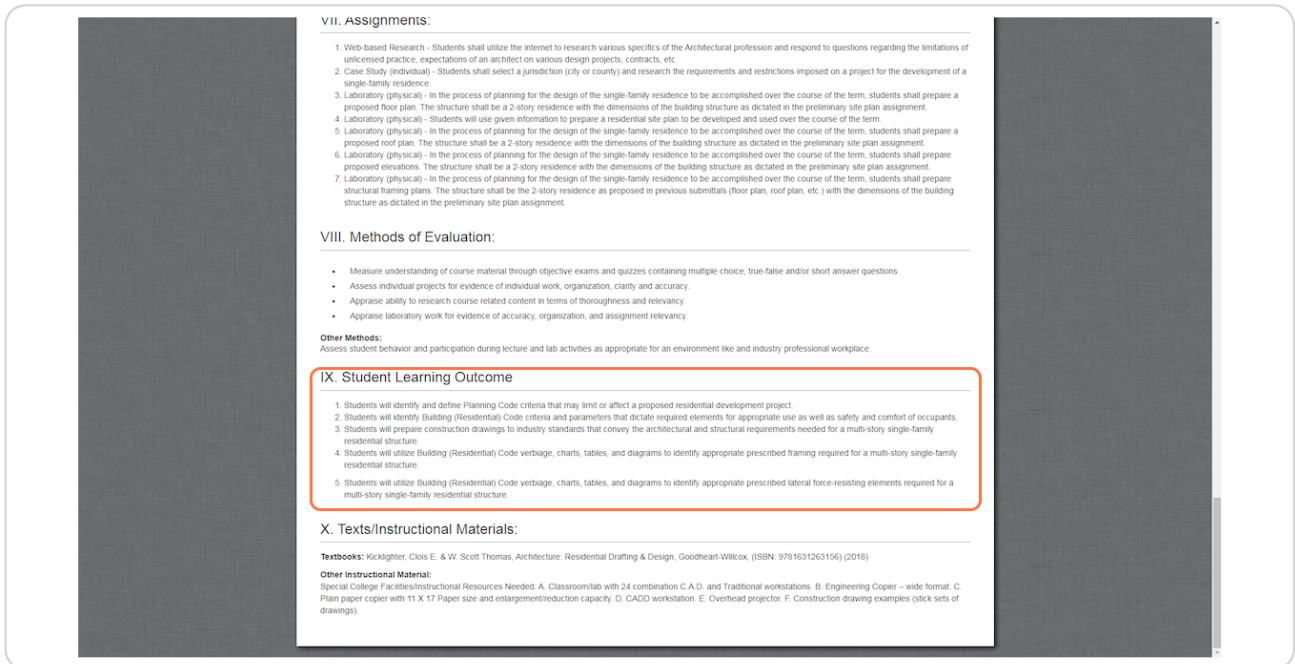 VII. Assignments:
1. Web-based Research - Students shall utilize the internet to research various specifics of the Architectural profession and respond to questions regarding the limitations of
unlicensed practice, expectations of an architect on various design projects, contracts, etc.
2. Case Study (individual) - Students shall select a jurisdiction (city or county) and research the requirements and restrictions imposed on a project for the development of a
single-family residence.
3. Laboratory (physical) - In the process of planning for the design of the single-family residence to be accomplished over the course of the term, students shall prepare a
proposed floor plan. The structure shall be a 2-story residence with the dimensions of the building structure as dictated in the preliminary site plan assignment.
4. Laboratory (physical) - Students will use given information to prepare a residential site plan to be developed and used over the course of the term.
5. Laboratory (physical) - In the process of planning for the design of the single-family residence to be accomplished over the course of the term, students shall prepare a
proposed roof plan. The structure shall be a 2-story residence with the dimensions of the building structure as dictated in the preliminary site plan assignment.
6. Laboratory (physical) - In the process of planning for the design of the single-family residence to be accomplished over the course of the term, students shall prepare
proposed elevations. The structure shall be a 2-story residence with the dimensions of the building structure as dictated in the preliminary site plan assignment.
7. Laboratory (physical) - In the process of planning for the design of the single-family residence to be accomplished over the course of the term, students shall prepare
structural framing plans. The structure shall be the 2-story residence as proposed in previous submittals (floor plan, roof plan, etc.) with the dimensions of the building
structure as dictated in the preliminary site plan assignment.
VIII. Methods of Evaluation:
• Measure understanding of course material through objective exams and quizzes containing multiple choice, true-false and/or short answer questions.
• Assess individual projects for evidence of individual work, organization, clarity and accuracy.
• Appraise ability to research course related content in terms of thoroughness and relevancy.
• Appraise laboratory work for evidence of accuracy, organization, and assignment relevancy.
Other Methods:
Assess student behavior and participation during lecture and lab activities as appropriate for an environment like and industry professional workplace.
IX. Student Learning Outcome
1. Students will identify and define Planning Code criteria that may limit or affect a proposed residential development project.
2. Students will identify Building (Residential) Code criteria and parameters that dictate required elements for appropriate use as well as safety and comfort of occupants.
3. Students will prepare construction drawings to industry standards that convey the architectural and structural requirements needed for a multi-story single-family
residential structure.
4. Students will utilize Building (Residential) Code verbiage, charts, tables, and diagrams to identify appropriate prescribed framing required for a multi-story single-family
residential structure.
5. Students will utilize Building (Residential) Code verbiage, charts, tables, and diagrams to identify appropriate prescribed lateral force-resisting elements required for a
multi-story single-family residential structure.
X. Texts/Instructional Materials:
Textbooks: Kicklighter, Clois E. & W. Scott Thomas, Architecture: Residential Drafting & Design, Goodheart-Willcox, (ISBN: 9781631263156) (2018)
Other Instructional Material:
Special College Facilities/Instructional Resources Needed: A. Classroom/lab with 24 combination C.A.D. and Traditional workstations. B. Engineering Copier – wide format. C.
Plain paper copier with 11 X 17 Paper size and enlargement/reduction capacity. D. CADD workstation. E. Overhead projector. F. Construction drawing examples (stick sets of
drawings).